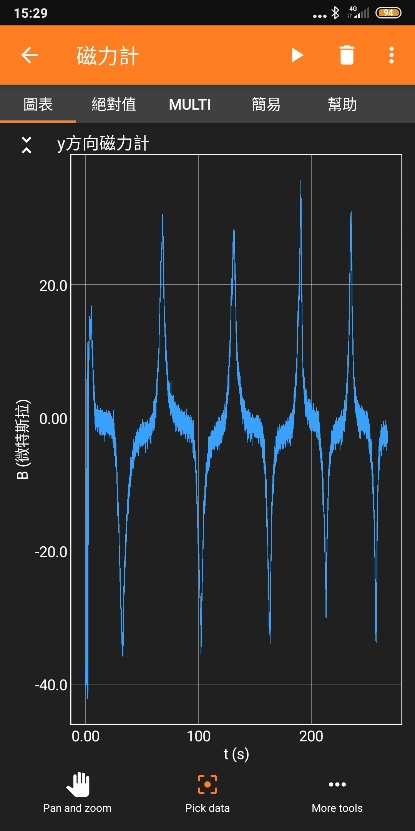 15:29
4G
94
磁力計
圖表
絕對值
MULTI
簡易
幫助
y方向磁力計
B (微特斯拉)
20.0
0.00
-20.0
-40.0
0.00
100
200
t (s)
Pan and zoom
Pick data
More tools